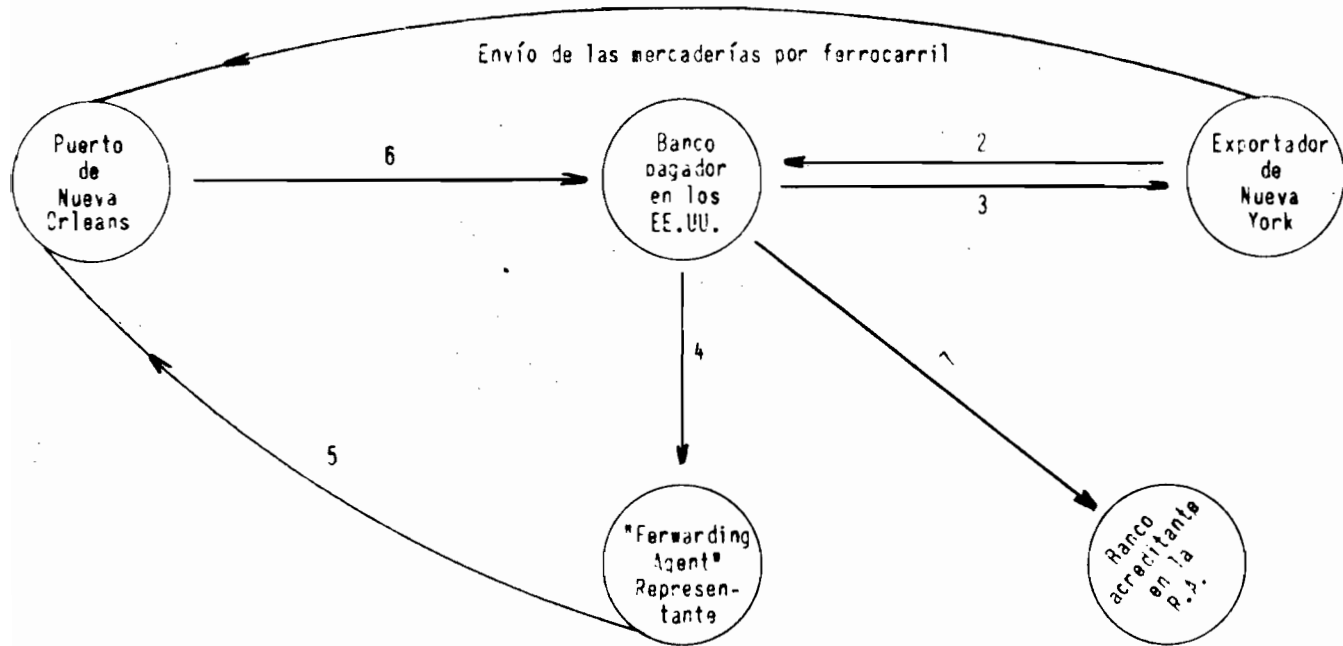 Envío de las mercaderías por ferrocarril
Puerto
de
Nueva
Orleans
6
Banco
pagador
en los
EE.UU.
2
3
Exportador
de
Nueva
York
4
7
5
"Ferwarding
Agent"
Represen-
tante
Banco
acreditante
en la
R.A.